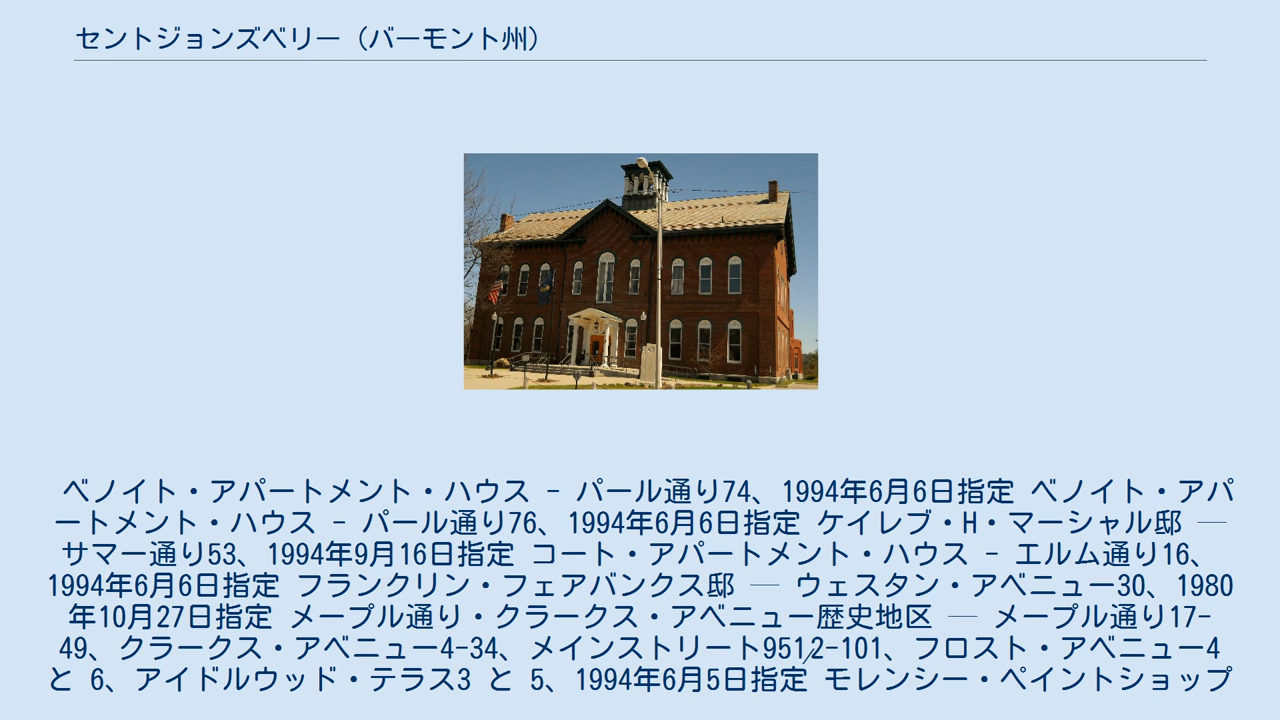 セントジョンズベリー（バーモント州）
ベノイト・アパートメント・ハウス - パール通り74、1994年6月6日指定 ベノイト・アパ
ートメント・ハウス - パール通り76、1994年6月6日指定 ケイレブ・H・マーシャル邸 ―
サマー通り53、1994年9月16日指定 コート・アパートメント・ハウス - エルム通り16、
1994年6月6日指定 フランクリン・フェアバンクス邸 ― ウェスタン・アベニュー30、1980
年10月27日指定 メープル通り・クラークス・アベニュー歴史地区 ― メープル通り17-
49、クラークス・アベニュー4-34、メインストリート951⁄2-101、フロスト・アベニュー4
と 6、アイドルウッド・テラス3 と 5、1994年6月5日指定 モレンシー・ペイントショップ